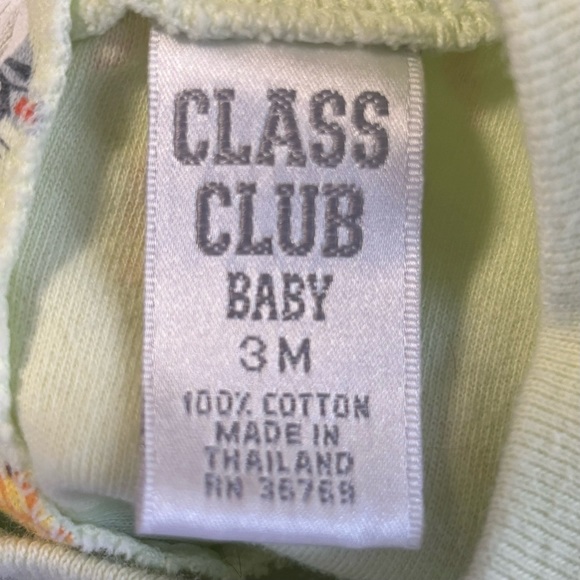 CLASS
CLUB
BABY
3M
100% COTTON
MADE IN
THAILAND
RN 36769